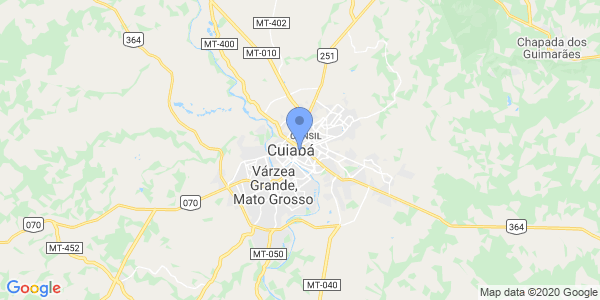 MT-402
364
MT-400
MT-010
251
Chapada dos
Guimarães
Cuiabá
Várzea
Grande,
Mato Grosso
070
070
364
MT-452
MT-050
MT-040
Google
Map data ©2020 Google